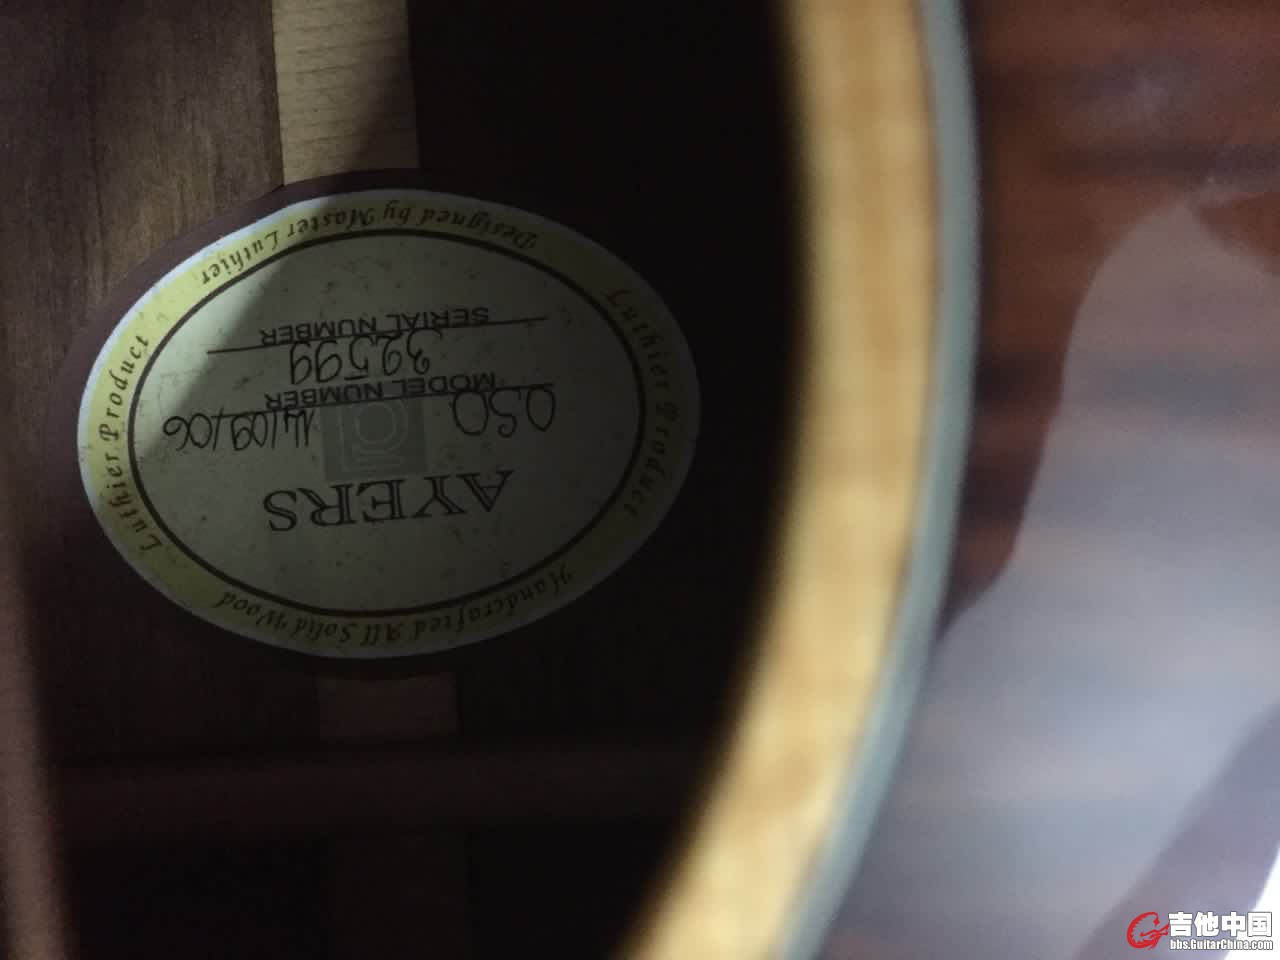 Handcrafted All Solid Wood
Luthier Product
AYERS
14/09/06
MODEL NUMBER
32599
SERIAL NUMBER
Luthier Product
Designed by Master Luthier
吉他中国
bbs.GuitarChina.com